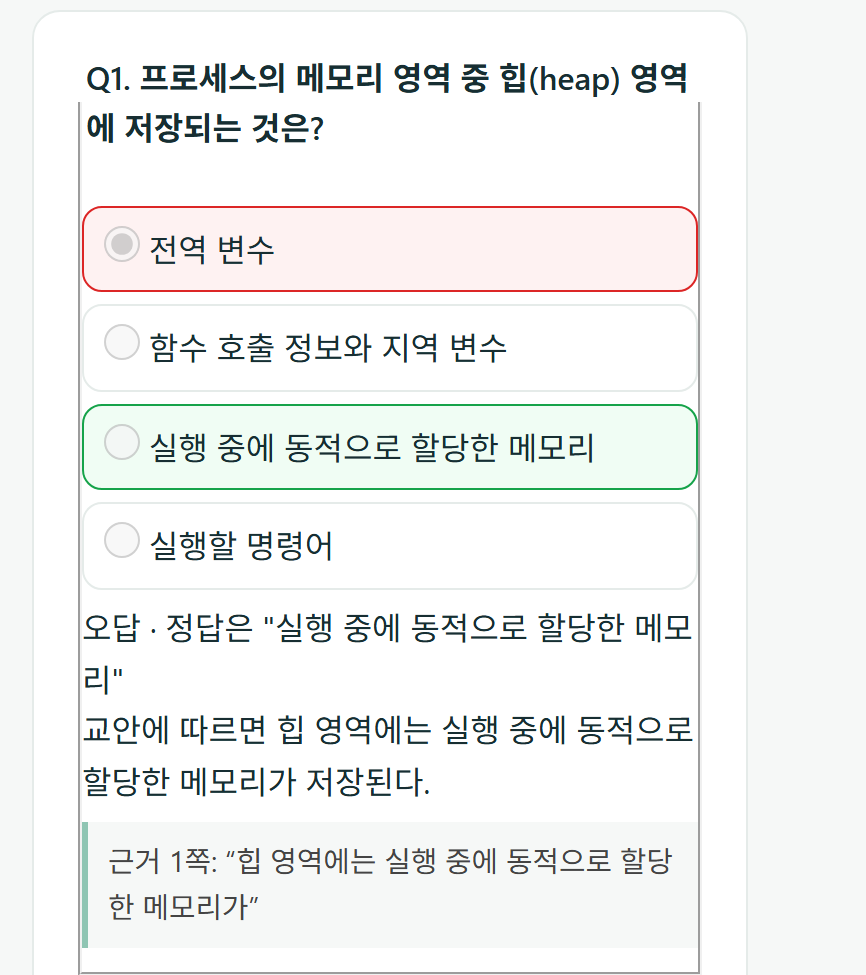 Q1. 프로세스의 메모리 영역 중 힙(heap) 영역
에 저장되는 것은?
전역 변수
함수 호출 정보와 지역 변수
실행 중에 동적으로 할당한 메모리
실행할 명령어
오답 · 정답은 "실행 중에 동적으로 할당한 메모
리"
교안에 따르면 힙 영역에는 실행 중에 동적으로
할당한 메모리가 저장된다.
근거 1쪽: “힙 영역에는 실행 중에 동적으로 할당
한 메모리가”